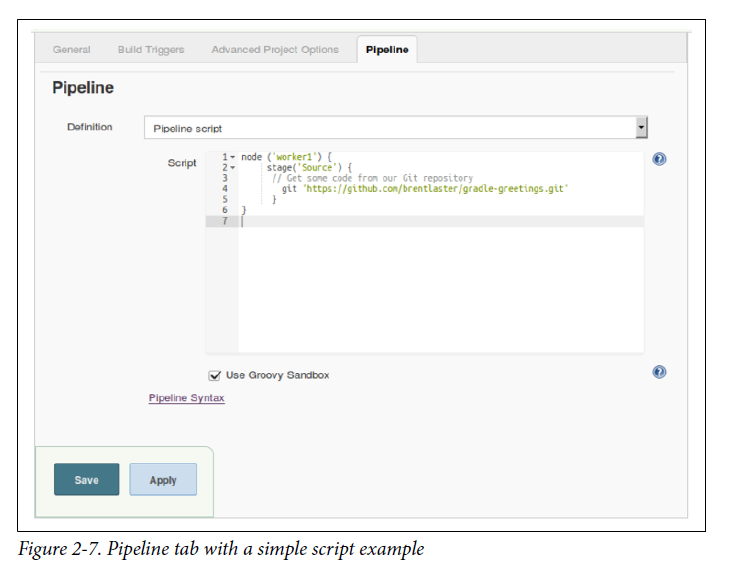 General Build Triggers Advanced Project Options Pipeline
Pipeline
Definition Pipeline script
Script
1 node ('worker1') {
2 stage('Source') {
3 // Get some code from our Git repository
4 git 'https://github.com/brentlaster/gradle-greetings.git'
5 }
6 }
7
Use Groovy Sandbox
Pipeline Syntax
Save Apply
Figure 2-7. Pipeline tab with a simple script example